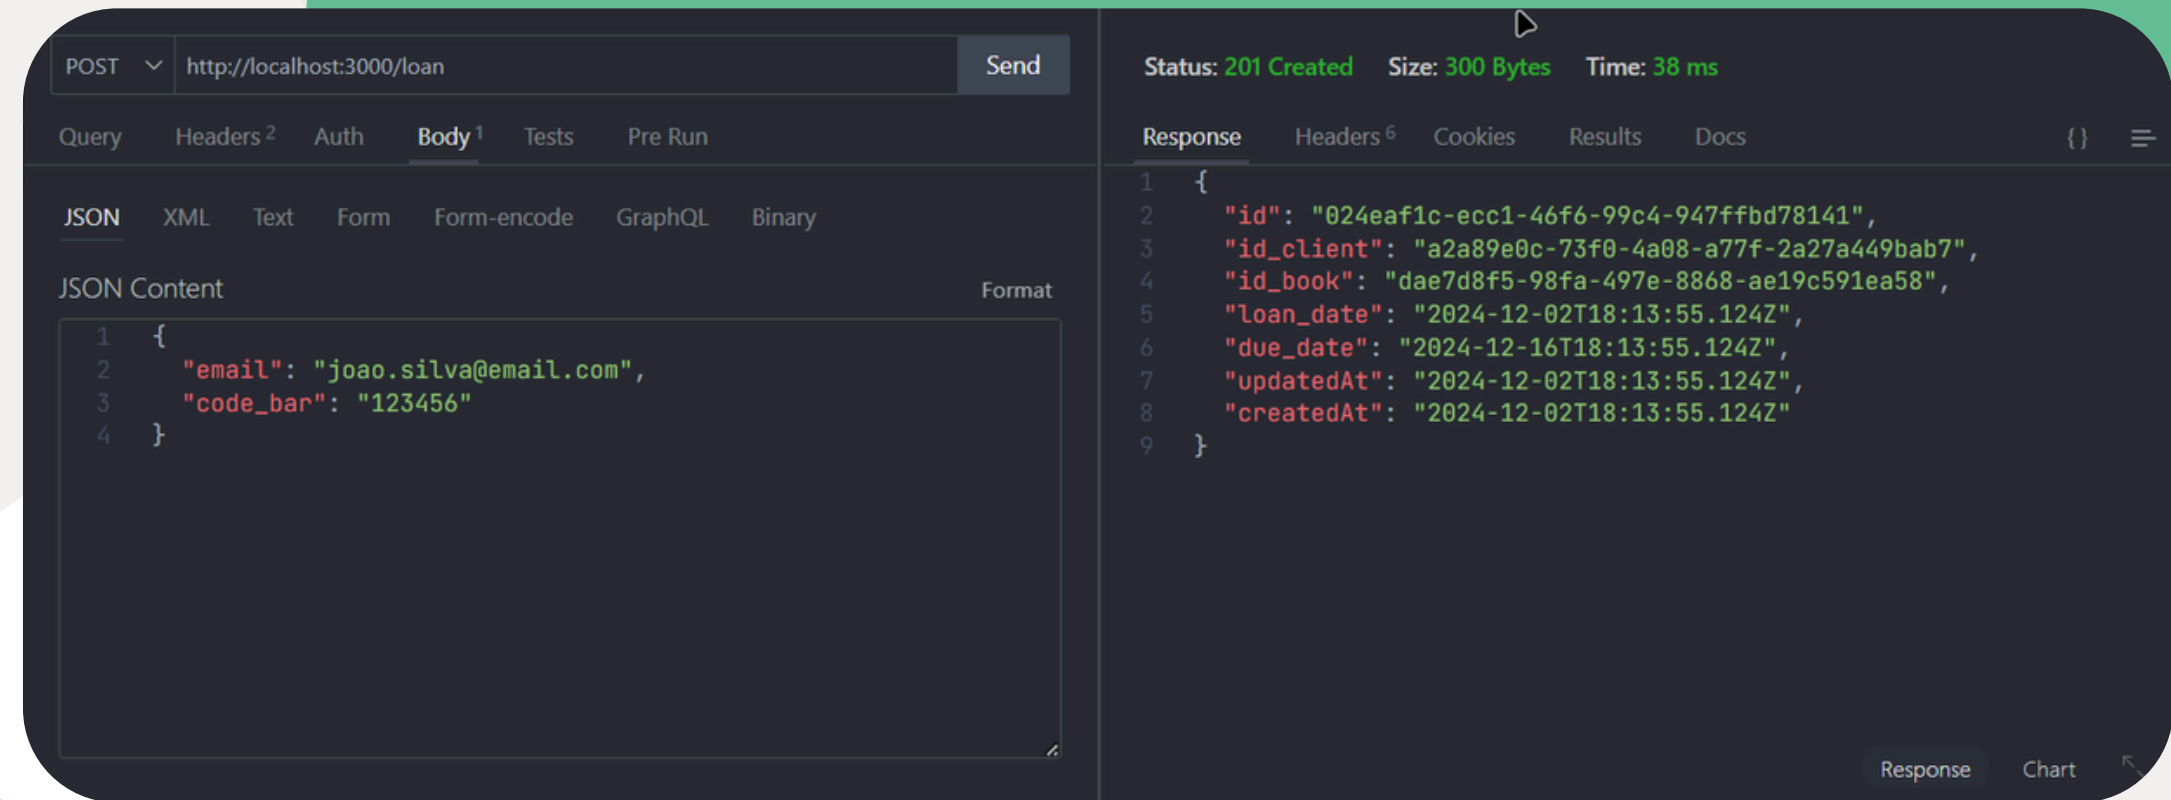 POST http://localhost:3000/loan Send
Query Headers 2 Auth Body 1 Tests Pre Run
JSON XML Text Form Form-encode GraphQL Binary
JSON Content Format
1 {
2 "email": "joao.silva@email.com",
3 "code_bar": "123456"
4 }
Status: 201 Created Size: 300 Bytes Time: 38 ms
Response Headers 6 Cookies Results Docs { }
1 {
2 "id": "024eaf1c-ecc1-46f6-99c4-947ffbd78141",
3 "id_client": "a2a89e0c-73f0-4a08-a77f-2a27a449bab7",
4 "id_book": "dae7d8f5-98fa-497e-8868-ae19c591ea58",
5 "loan_date": "2024-12-02T18:13:55.124Z",
6 "due_date": "2024-12-16T18:13:55.124Z",
7 "updatedAt": "2024-12-02T18:13:55.124Z",
8 "createdAt": "2024-12-02T18:13:55.124Z"
9 }
Response Chart